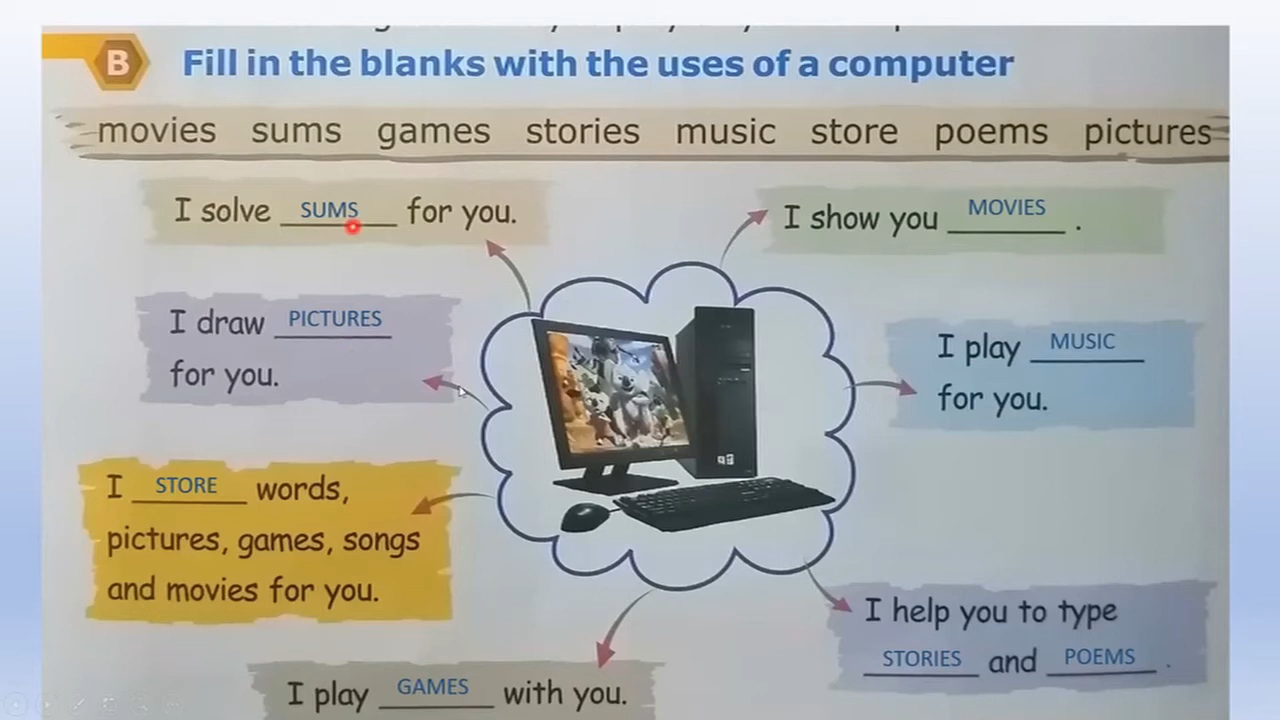 B Fill in the blanks with the uses of a computer
movies sums games stories music store poems pictures
I solve SUMS for you.
I show you MOVIES .
I draw PICTURES
for you.
I play MUSIC
for you.
I STORE words,
pictures, games, songs
and movies for you.
I help you to type
STORIES and POEMS .
I play GAMES with you.